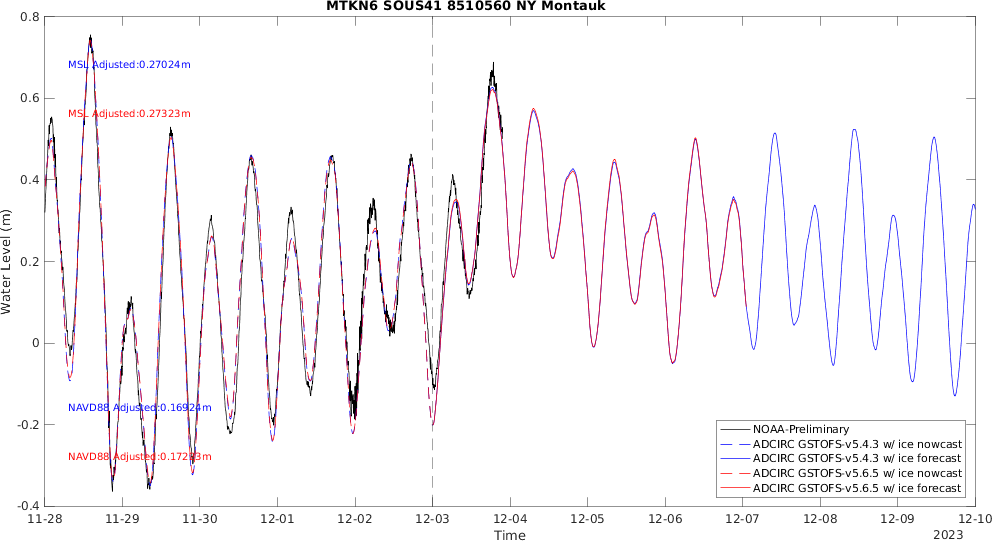 MTKN6 SOUS41 8510560 NY Montauk
0.8
0.6
0.4
0.2
0
-0.2
-0.4
Water Level (m)
MSL Adjusted:0.27024m
MSL Adjusted:0.27323m
NAVD88 Adjusted:0.16924m
NAVD88 Adjusted:0.17293m
NOAA-Preliminary
ADCIRC GSTOFS-v5.4.3 w/ ice nowcast
ADCIRC GSTOFS-v5.4.3 w/ ice forecast
ADCIRC GSTOFS-v5.6.5 w/ ice nowcast
ADCIRC GSTOFS-v5.6.5 w/ ice forecast
11-28 11-29 11-30 12-01 12-02 12-03 12-04 12-05 12-06 12-07 12-08 12-09 12-10
Time
2023